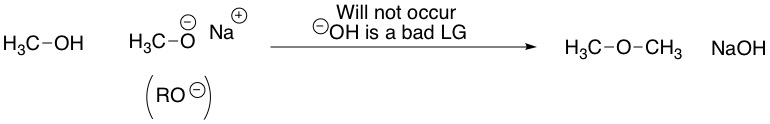 Will not occur
⊖OH is a bad LG
H₃C–OH H₃C–O⊖ Na⊕ H₃C–O–CH₃ NaOH
(RO⊖)